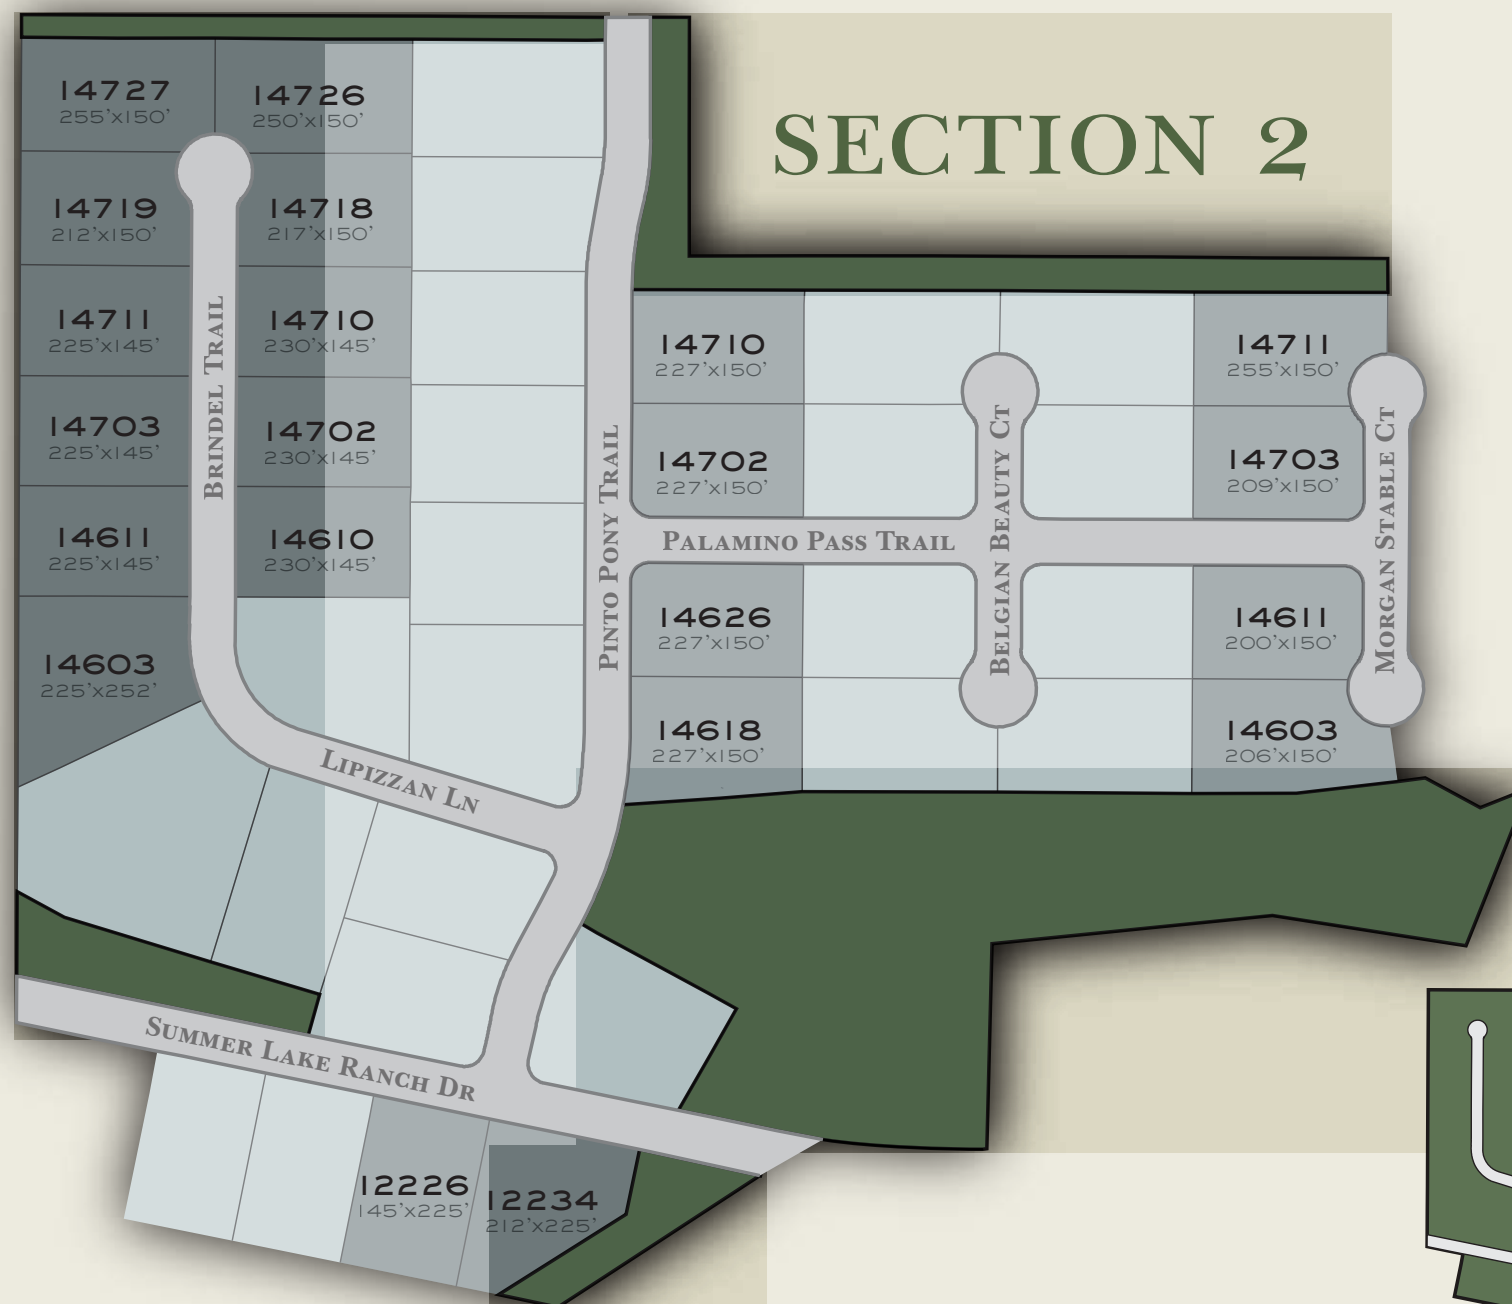 SECTION 2
14727
255'x150'
14726
250'x150'
14719
212'x150'
14718
217'x150'
14711
225'x145'
14710
230'x145'
14703
225'x145'
14702
230'x145'
14611
225'x145'
14610
230'x145'
14603
225'x252'
BRINDEL TRAIL
LIPIZZAN LN
PINTO PONY TRAIL
14710
227'x150'
14711
255'x150'
14702
227'x150'
14703
209'x150'
PALAMINO PASS TRAIL
BELGIAN BEAUTY CT
MORGAN STABLE CT
14626
227'x150'
14611
200'x150'
14618
227'x150'
14603
206'x150'
SUMMER LAKE RANCH DR
12226
145'x225'
12234
212'x225'